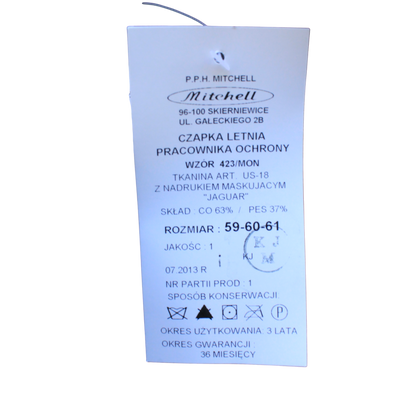 P.P.H. MITCHELL
Mitchell
96-100 SKIERNIEWICE
UL. GAŁECKIEGO 2B
CZAPKA LETNIA
PRACOWNIKA OCHRONY
WZÓR 423/MON
TKANINA ART. US-18
Z NADRUKIEM MASKUJĄCYM
"JAGUAR"
SKŁAD : CO 63% / PES 37%
ROZMIAR : 59-60-61
JAKOŚĆ : 1
K J
M
KJ
07.2013 R
NR PARTII PROD : 1
SPOSÓB KONSERWACJI
P
OKRES UŻYTKOWANIA: 3 LATA
OKRES GWARANCJI :
36 MIESIĘCY